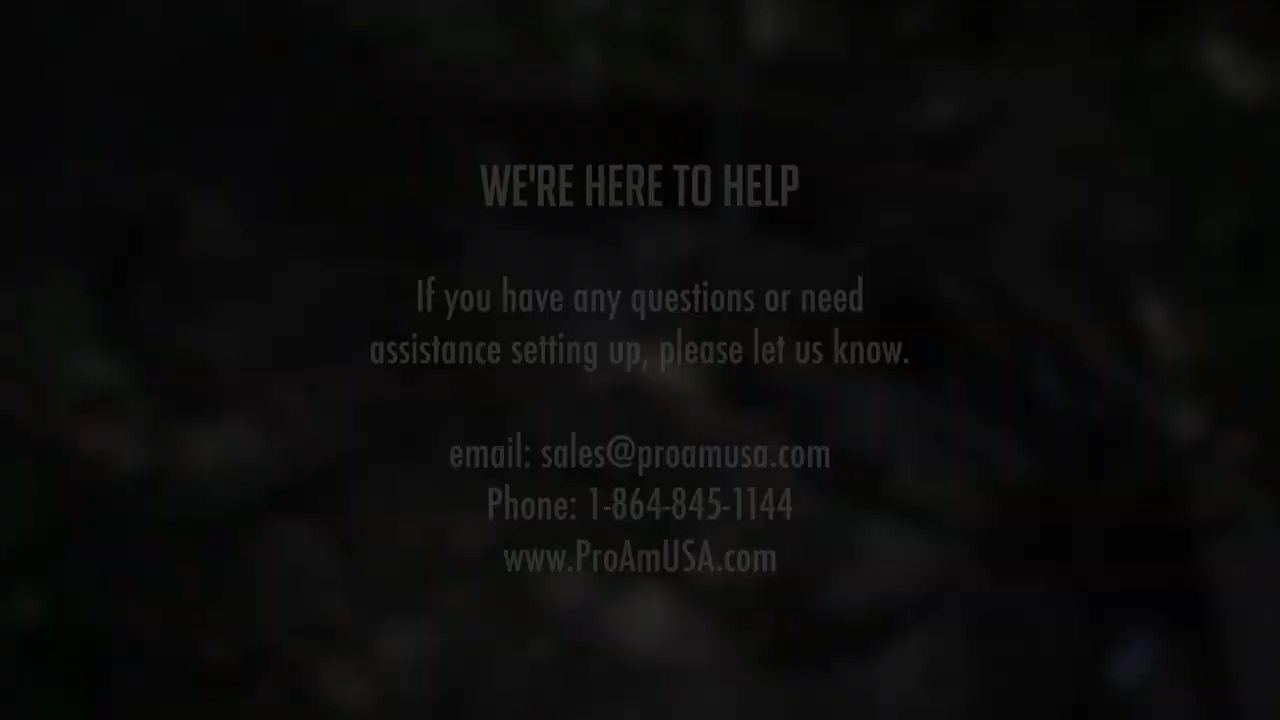 WE'RE HERE TO HELP
If you have any questions or need
assistance setting up, please let us know.
email: sales@proamusa.com
Phone: 1-864-845-1144
www.ProAmUSA.com